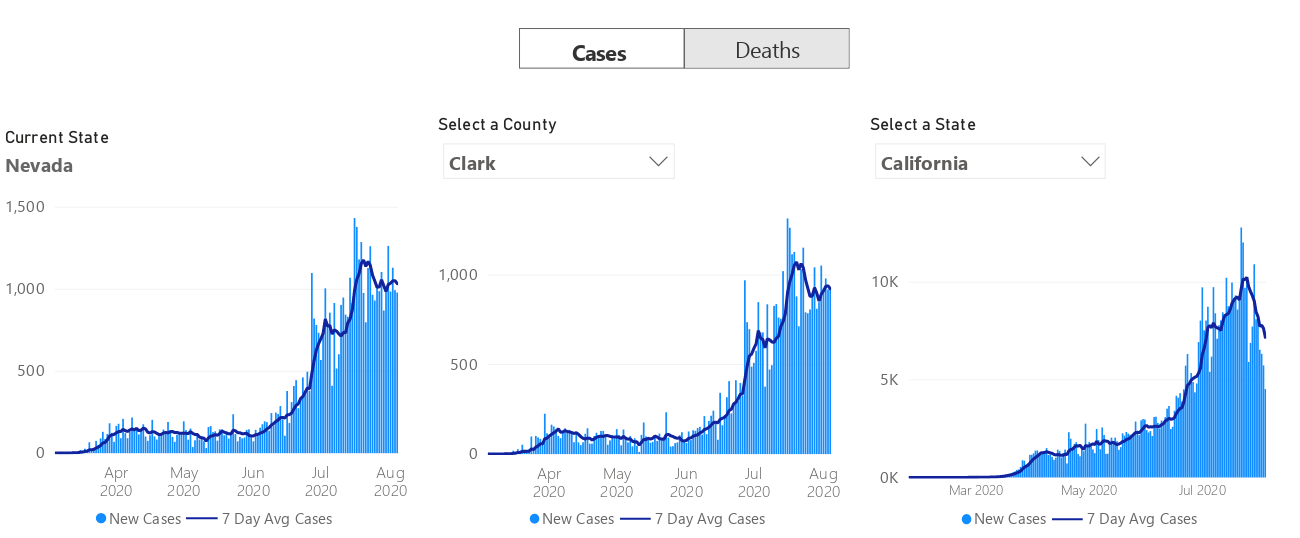 Cases
Deaths
Current State
Nevada
1,500
1,000
500
0
Apr 2020
May 2020
Jun 2020
Jul 2020
Aug 2020
New Cases
7 Day Avg Cases
Select a County
Clark
1,000
500
0
Apr 2020
May 2020
Jun 2020
Jul 2020
Aug 2020
New Cases
7 Day Avg Cases
Select a State
California
10K
5K
0K
Mar 2020
May 2020
Jul 2020
New Cases
7 Day Avg Cases